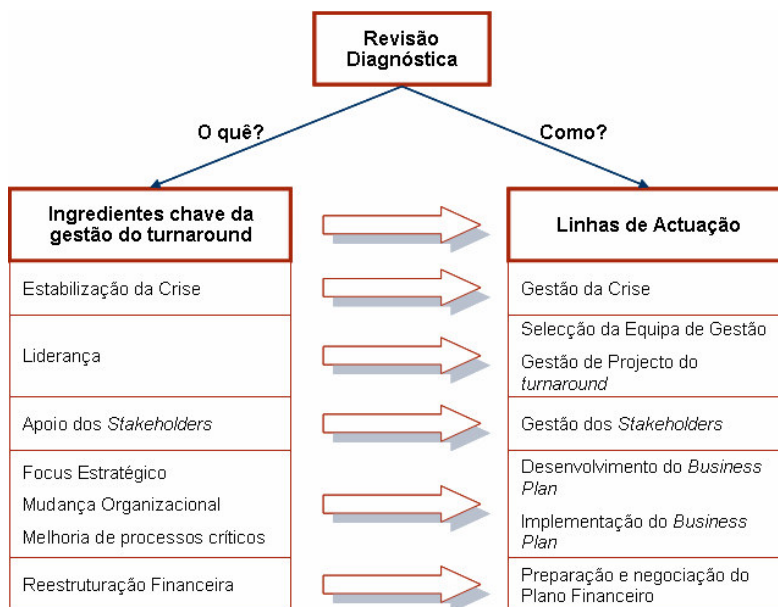 Revisão
Diagnóstica
O quê?
Como?
Ingredientes chave da
gestão do turnaround
Linhas de Actuação
Estabilização da Crise
Gestão da Crise
Liderança
Selecção da Equipa de Gestão
Gestão de Projecto do
turnaround
Apoio dos Stakeholders
Gestão dos Stakeholders
Focus Estratégico
Mudança Organizacional
Melhoria de processos críticos
Desenvolvimento do Business
Plan
Implementação do Business
Plan
Reestruturação Financeira
Preparação e negociação do
Plano Financeiro